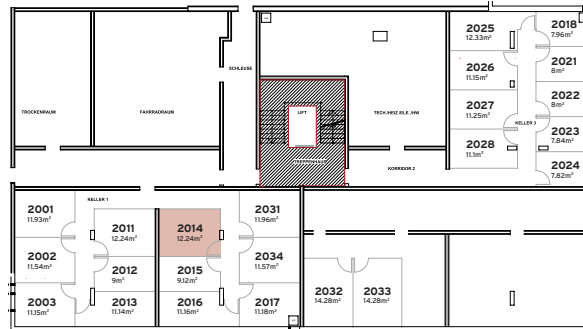 2025
12.33m²
2018
7.96m²
2026
11.15m²
2021
8m²
2027
11.25m²
2022
8m²
2028
11.1m²
2023
7.84m²
2024
7.82m²
KELLER 3
SCHLEUSE
TROCKENRAUM
FAHRRADRAUM
LIFT
TECH./HEIZ./ELE../HW
KORRIDOR 2
KELLER 1
2001
11.93m²
2011
12.24m²
2014
12.24m²
2031
11.96m²
2002
11.54m²
2012
9m²
2015
9.12m²
2034
11.57m²
2003
11.15m²
2013
11.14m²
2016
11.16m²
2017
11.18m²
2032
14.28m²
2033
14.28m²